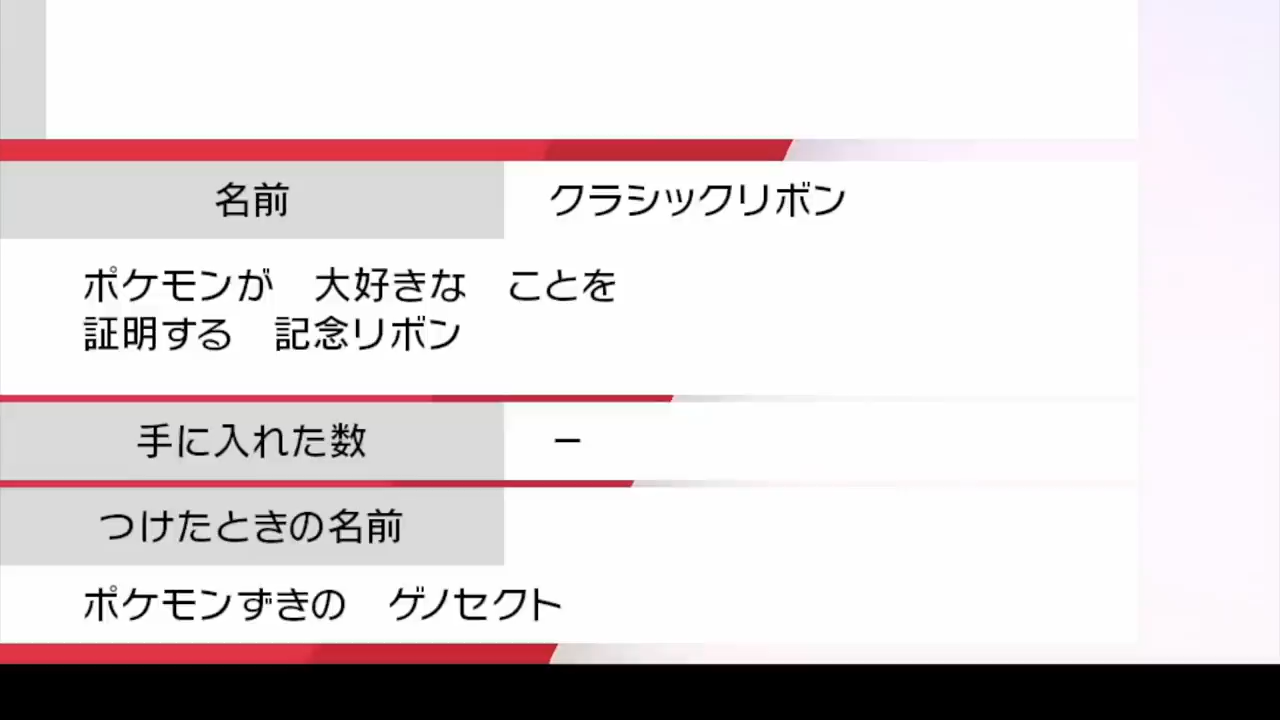 名前 クラシックリボン
ポケモンが　大好きな　ことを
証明する　記念リボン
手に入れた数 ー
つけたときの名前
ポケモンずきの　ゲノセクト